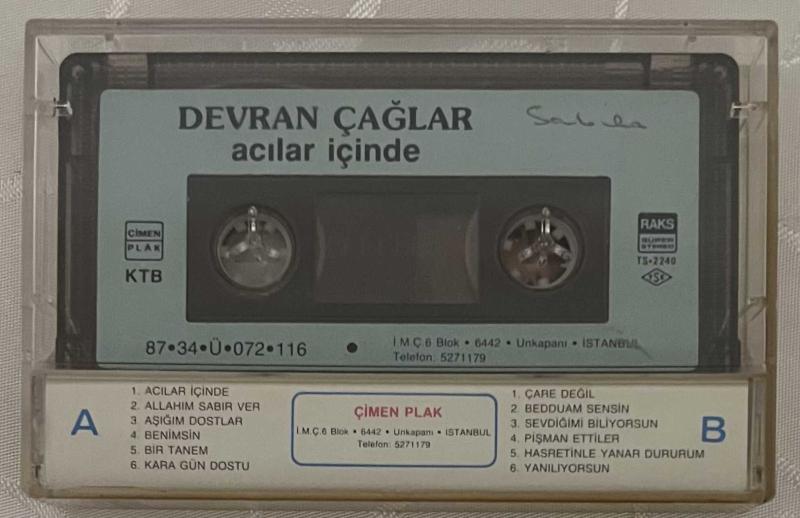 DEVRAN ÇAĞLAR
acılar içinde
ÇİMEN
PLAK
KTB
RAKS
SUPER
STEREO
TS•2240
TSE
87•34•Ü•072•116
İ.M.Ç.6 Blok • 6442 • Unkapanı • İSTANBUL
Telefon: 5271179
A
1. ACILAR İÇİNDE
2. ALLAHIM SABIR VER
3. AŞIĞIM DOSTLAR
4. BENİMSİN
5. BİR TANEM
6. KARA GÜN DOSTU
ÇİMEN PLAK
İ.M.Ç.6 Blok • 6442 • Unkapanı • İSTANBUL
Telefon: 5271179
1. ÇARE DEĞİL
2. BEDDUAM SENSİN
3. SEVDİĞİMİ BİLİYORSUN
4. PİŞMAN ETTİLER
5. HASRETİNLE YANAR DURURUM
6. YANILIYORSUN
B